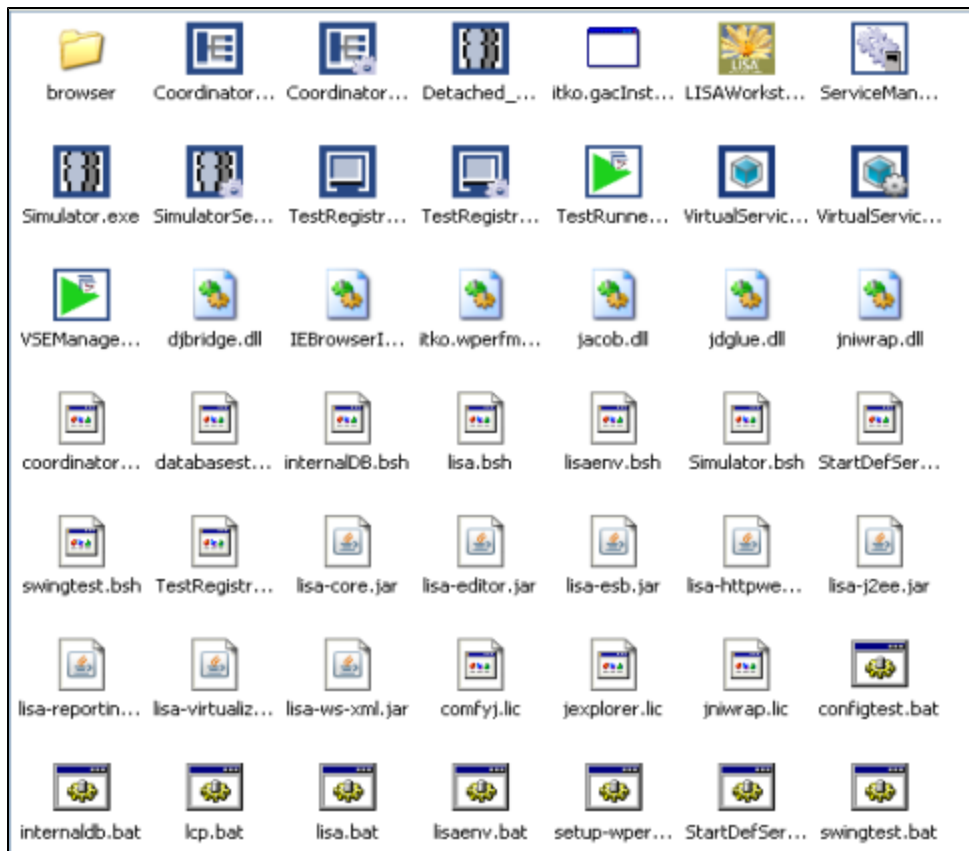 browser Coordinator... Coordinator... Detached_... itko.gacInst... LISAWorkst... ServiceMan...
Simulator.exe SimulatorSe... TestRegistr... TestRegistr... TestRunne... VirtualServic... VirtualServic...
VSEManage... djbridge.dll IEBrowserI... itko.wperfm... jacob.dll jdglue.dll jniwrap.dll
coordinator... databasest... internalDB.bsh lisa.bsh lisaenv.bsh Simulator.bsh StartDefSer...
swingtest.bsh TestRegistr... lisa-core.jar lisa-editor.jar lisa-esb.jar lisa-httpwe... lisa-j2ee.jar
lisa-reportin... lisa-virtualiz... lisa-ws-xml.jar comfyj.lic jexplorer.lic jniwrap.lic configtest.bat
internaldb.bat lcp.bat lisa.bat lisaenv.bat setup-wper... StartDefSer... swingtest.bat